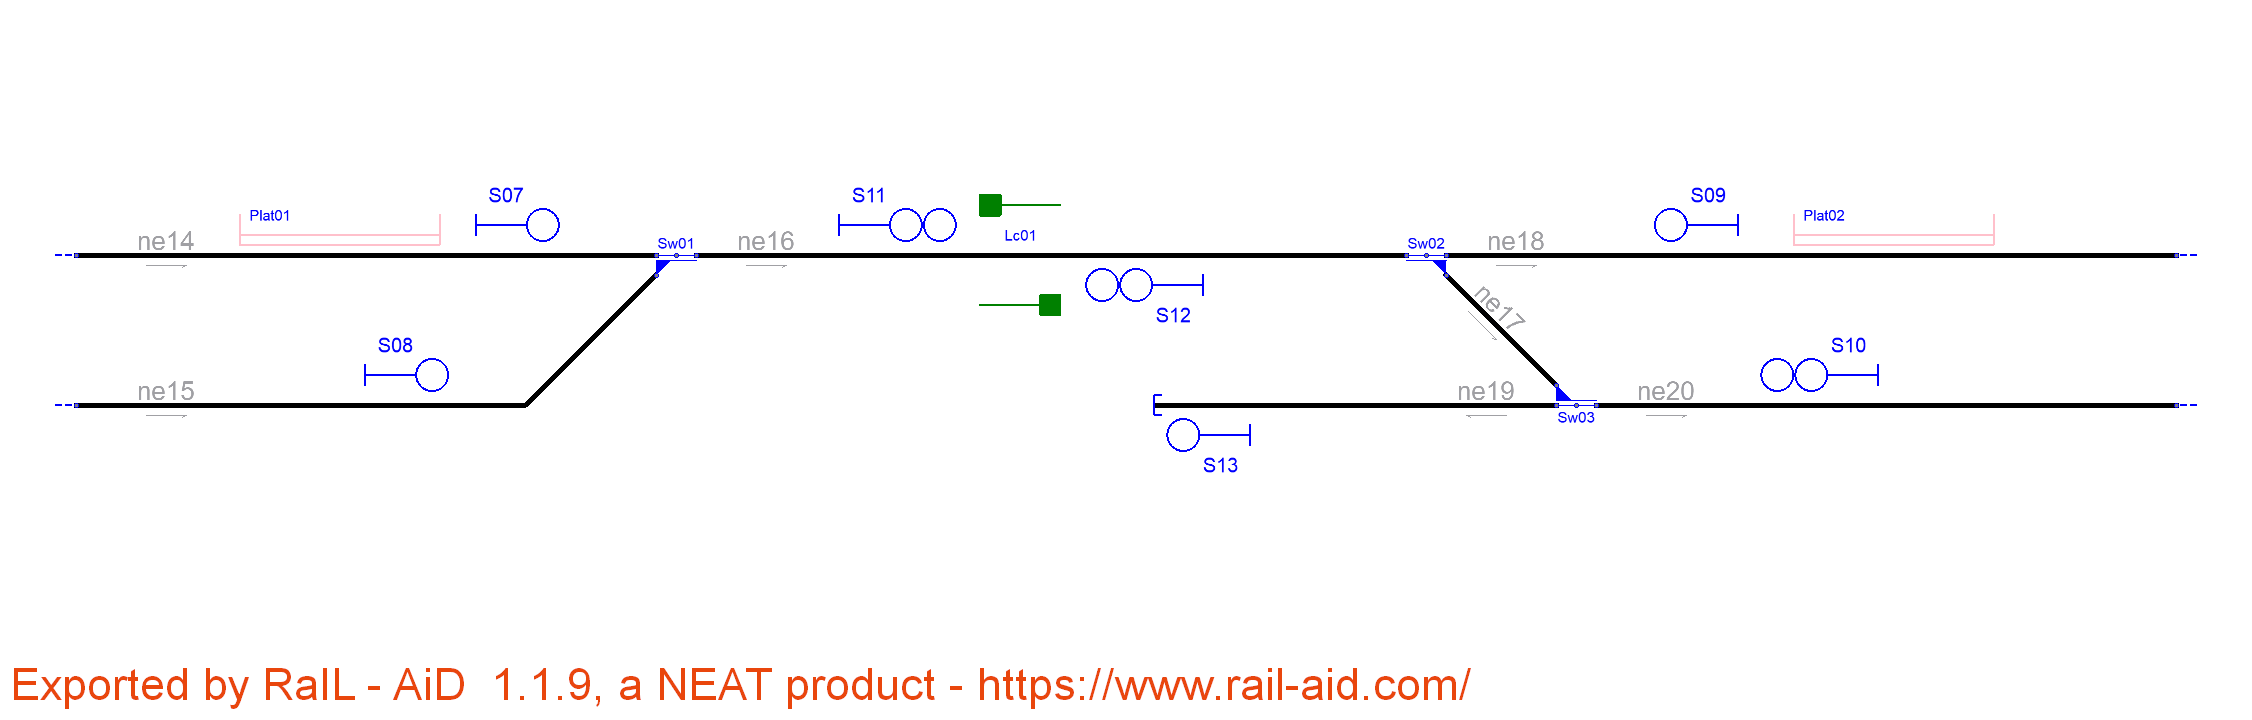 S07
S11
S09
Plat01
Plat02
Lc01
ne14
Sw01
ne16
Sw02
ne18
S12
ne17
S08
S10
ne15
ne19
ne20
Sw03
S13
Exported by RaIL - AiD  1.1.9, a NEAT product - https://www.rail-aid.com/